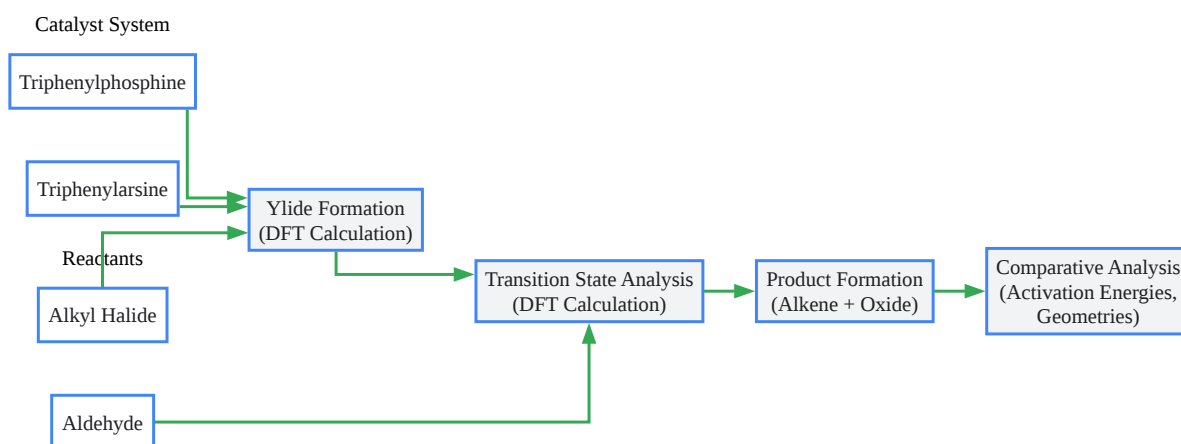 Catalyst System
Triphenylphosphine
Triphenylarsine
Reactants
Alkyl Halide
Aldehyde
Ylide Formation
(DFT Calculation)
Transition State Analysis
(DFT Calculation)
Product Formation
(Alkene + Oxide)
Comparative Analysis
(Activation Energies,
Geometries)